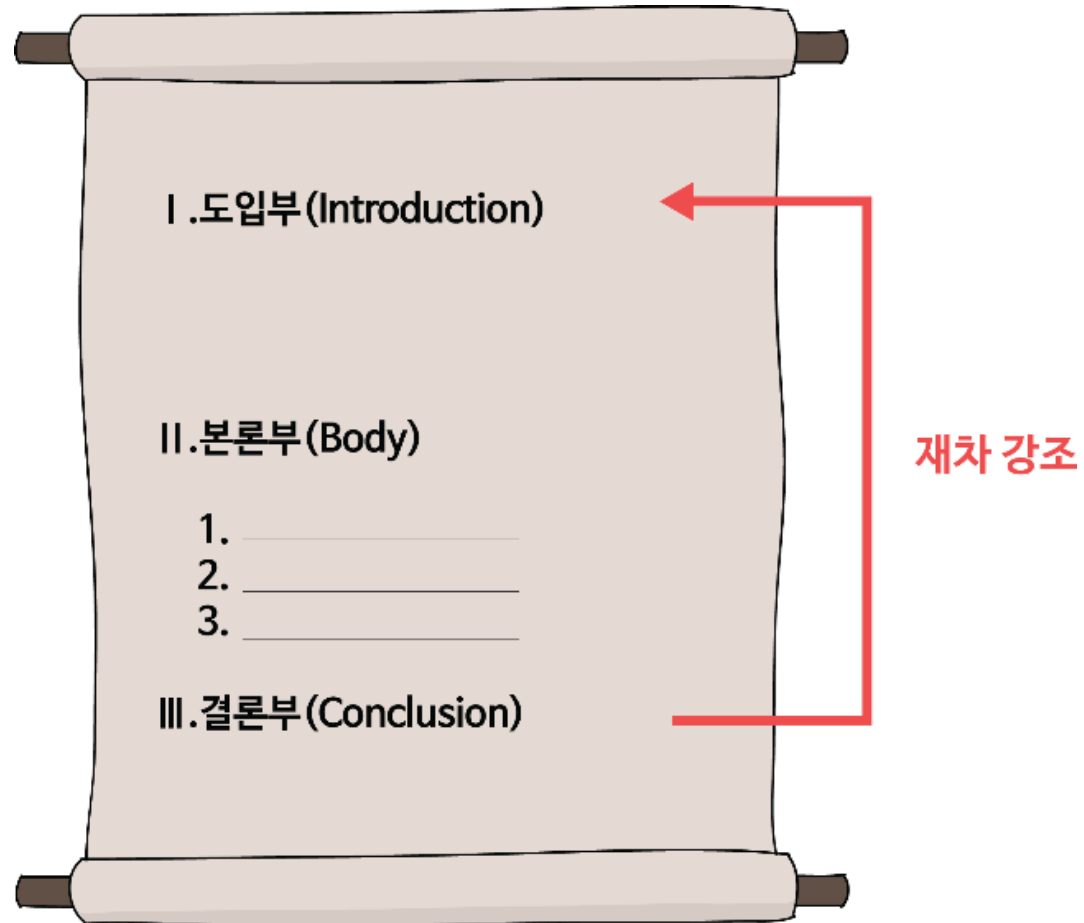 Ⅰ.도입부(Introduction)
Ⅱ.본론부(Body)
재차 강조
1.
2.
3.
Ⅲ.결론부(Conclusion)